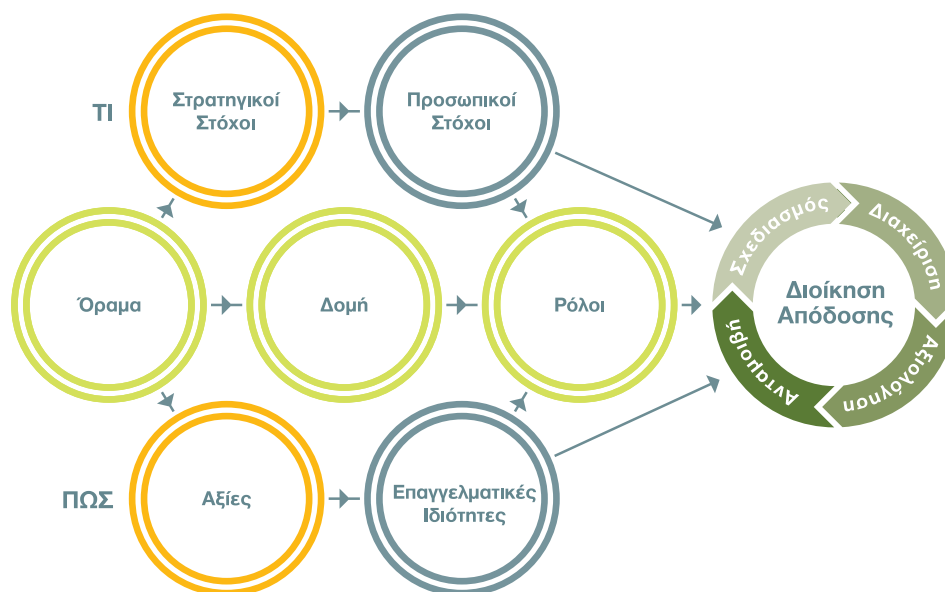 ΤΙ
Στρατηγικοί
Στόχοι
Προσωπικοί
Στόχοι
Όραμα
Δομή
Ρόλοι
ΠΩΣ
Αξίες
Επαγγελματικές
Ιδιότητες
Διοίκηση
Απόδοσης
Σχεδιασμός
Διαχείριση
Αξιολόγηση
Ανταμοιβή